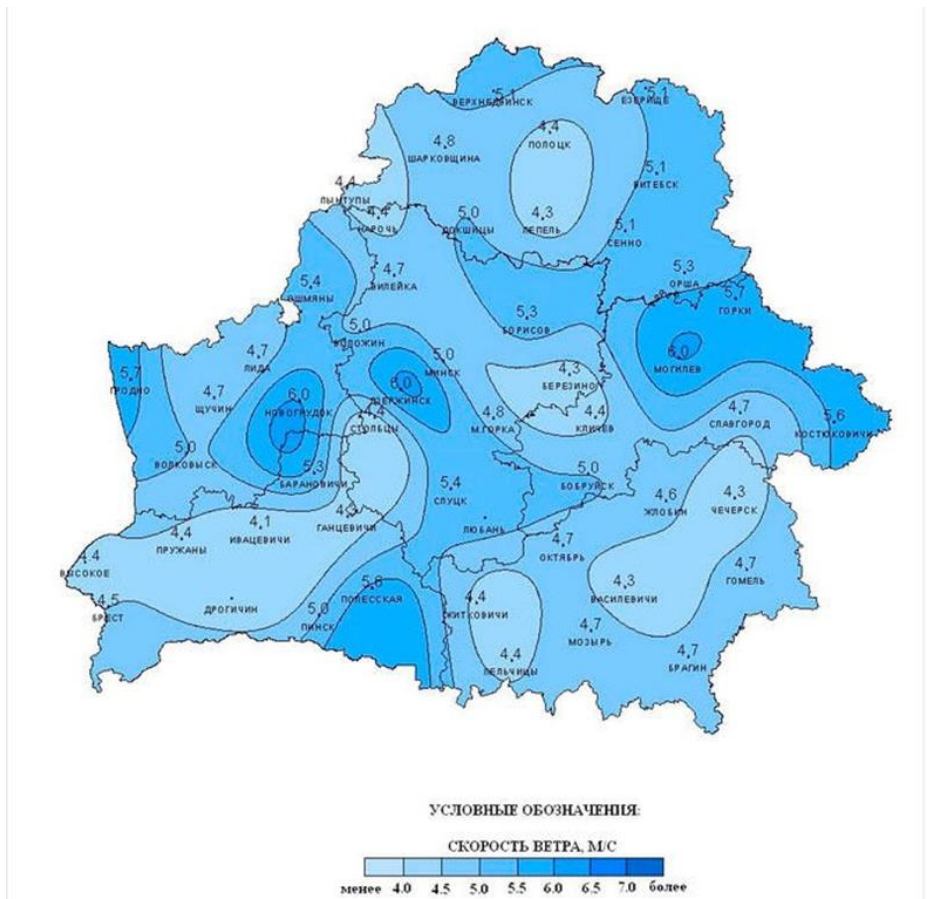 5.1
ВЕРХНЕДВИНСК
5.1
ЕЗЕРИЩЕ
4.8
ШАРКОВЩИНА
4.4
ПОЛОЦК
5.1
ВИТЕБСК
4.4
ЛЫНТУПЫ
4.4
НАРОЧЬ
5.0
ДОКШИЦЫ
4.3
ЛЕПЕЛЬ
5.1
СЕННО
5.4
ОШМЯНЫ
4.7
ВИЛЕЙКА
5.3
ОРША
5.7
ГОРКИ
5.3
БОРИСОВ
5.0
ВОЛОЖИН
4.7
ЛИДА
5.0
МИНСК
6.0
МОГИЛЕВ
5.7
ГРОДНО
4.7
ЩУЧИН
6.0
НОВОГРУДОК
6.0
ДЗЕРЖИНСК
4.3
БЕРЕЗИНО
4.4
СТОЛБЦЫ
4.8
М.ГОРКА
4.4
КЛИЧЕВ
4.7
СЛАВГОРОД
5.6
КОСТЮКОВИЧИ
5.0
ВОЛКОВЫСК
5.3
БАРАНОВИЧИ
5.4
СЛУЦК
5.0
БОБРУЙСК
4.6
ЖЛОБИН
4.3
ЧЕЧЕРСК
4.4
ПРУЖАНЫ
4.1
ИВАЦЕВИЧИ
ГАНЦЕВИЧИ
ЛЮБАНЬ
4.7
ОКТЯБРЬ
4.4
ВЫСОКОЕ
4.7
ГОМЕЛЬ
4.5
БРЕСТ
ДРОГИЧИН
5.0
ПИНСК
5.6
ПОЛЕССКАЯ
4.4
ЖИТКОВИЧИ
4.3
ВАСИЛЕВИЧИ
4.7
МОЗЫРЬ
4.4
ЛЕЛЬЧИЦЫ
4.7
БРАГИН
УСЛОВНЫЕ ОБОЗНАЧЕНИЯ:
СКОРОСТЬ ВЕТРА, М/С
менее 4.0 4.5 5.0 5.5 6.0 6.5 7.0 более